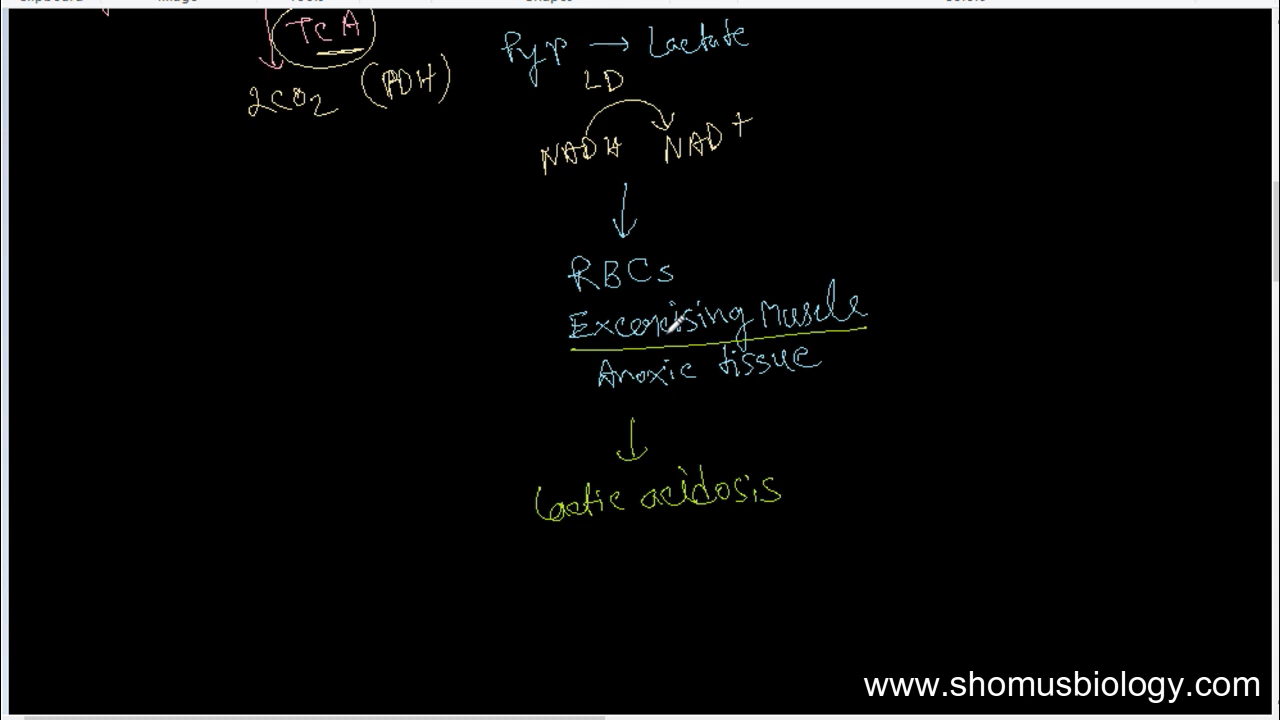 TCA
Pyr → Lactate
2CO2 (PDH)
LD
NADH NAD+
RBCs
Excercising Muscle
Anoxic tissue
Lactic acidosis
www.shomusbiology.com